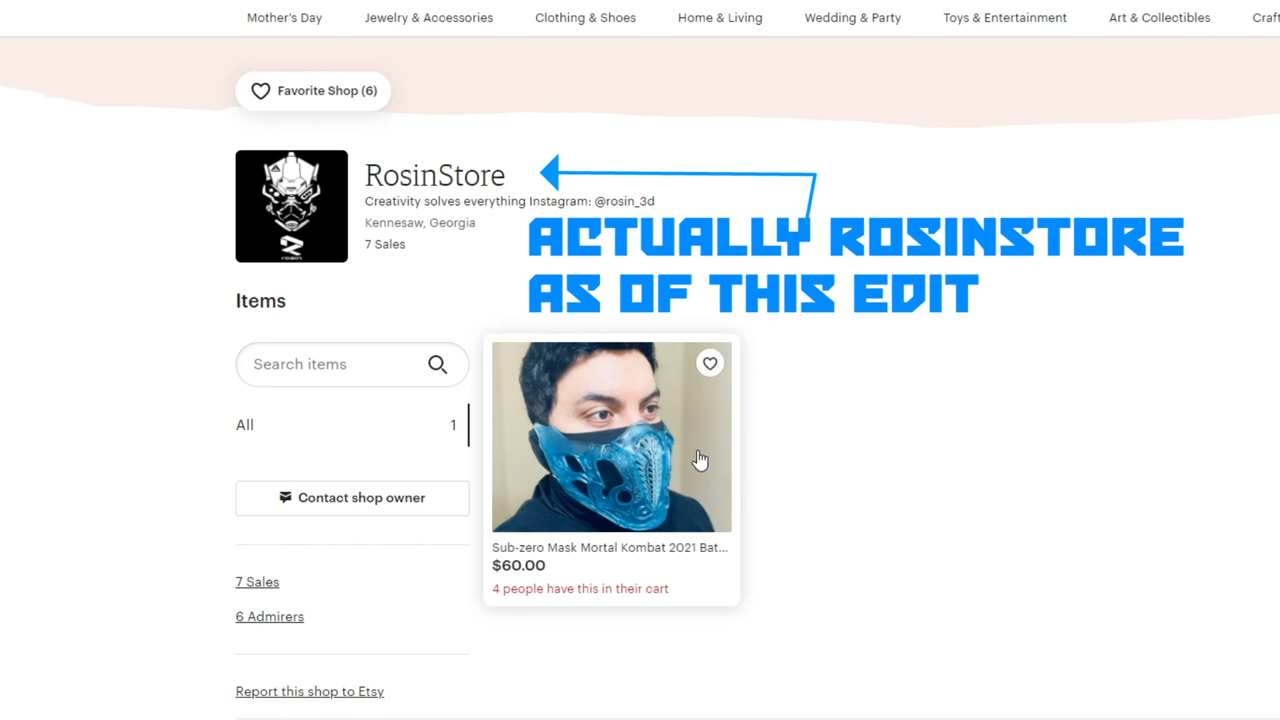 Mother's Day Jewelry & Accessories Clothing & Shoes Home & Living Wedding & Party Toys & Entertainment Art & Collectibles Craf
Favorite Shop (6)
RosinStore
Creativity solves everything Instagram: @rosin_3d
Kennesaw, Georgia
7 Sales
ACTUALLY ROSINSTORE
AS OF THIS EDIT
Items
Search items
All 1
Contact shop owner
Sub-zero Mask Mortal Kombat 2021 Bat...
$60.00
4 people have this in their cart
7 Sales
6 Admirers
Report this shop to Etsy